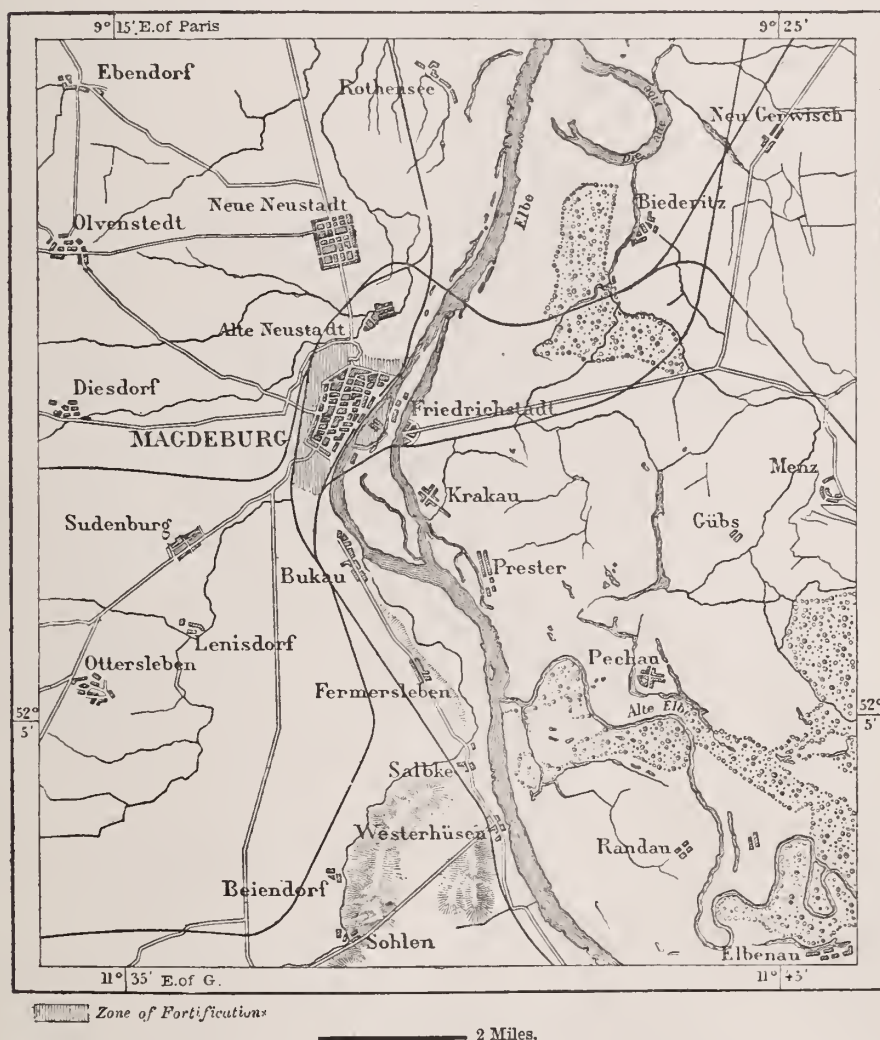 9° 15' E. of Paris
9° 25'
Ebendorf
Rothensee
Die Alte Elbe
Neu Gerwisch
Neue Neustadt
Elbe
Biederitz
Olvenstedt
Alte Neustadt
Diesdorf
Friedrichstadt
MAGDEBURG
Menz
Krakau
Sudenburg
Gübs
Bukau
Prester
Lenisdorf
Ottersleben
Pechau
Fermersleben
52°
5'
52°
5'
Alte Elbe
Salbke
Westerhüsen
Randau
Beiendorf
Sohlen
Elbenau
11° 35' E. of G.
11° 45'
Zone of Fortifications
2 Miles.